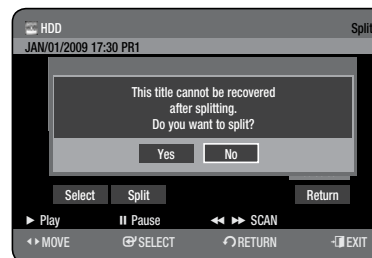 HDD Split
JAN/01/2009 17:30 PR1
This title cannot be recovered
after splitting.
Do you want to split?
Yes No
Select Split Return
► Play II Pause ◄◄ ►► SCAN
MOVE SELECT RETURN EXIT